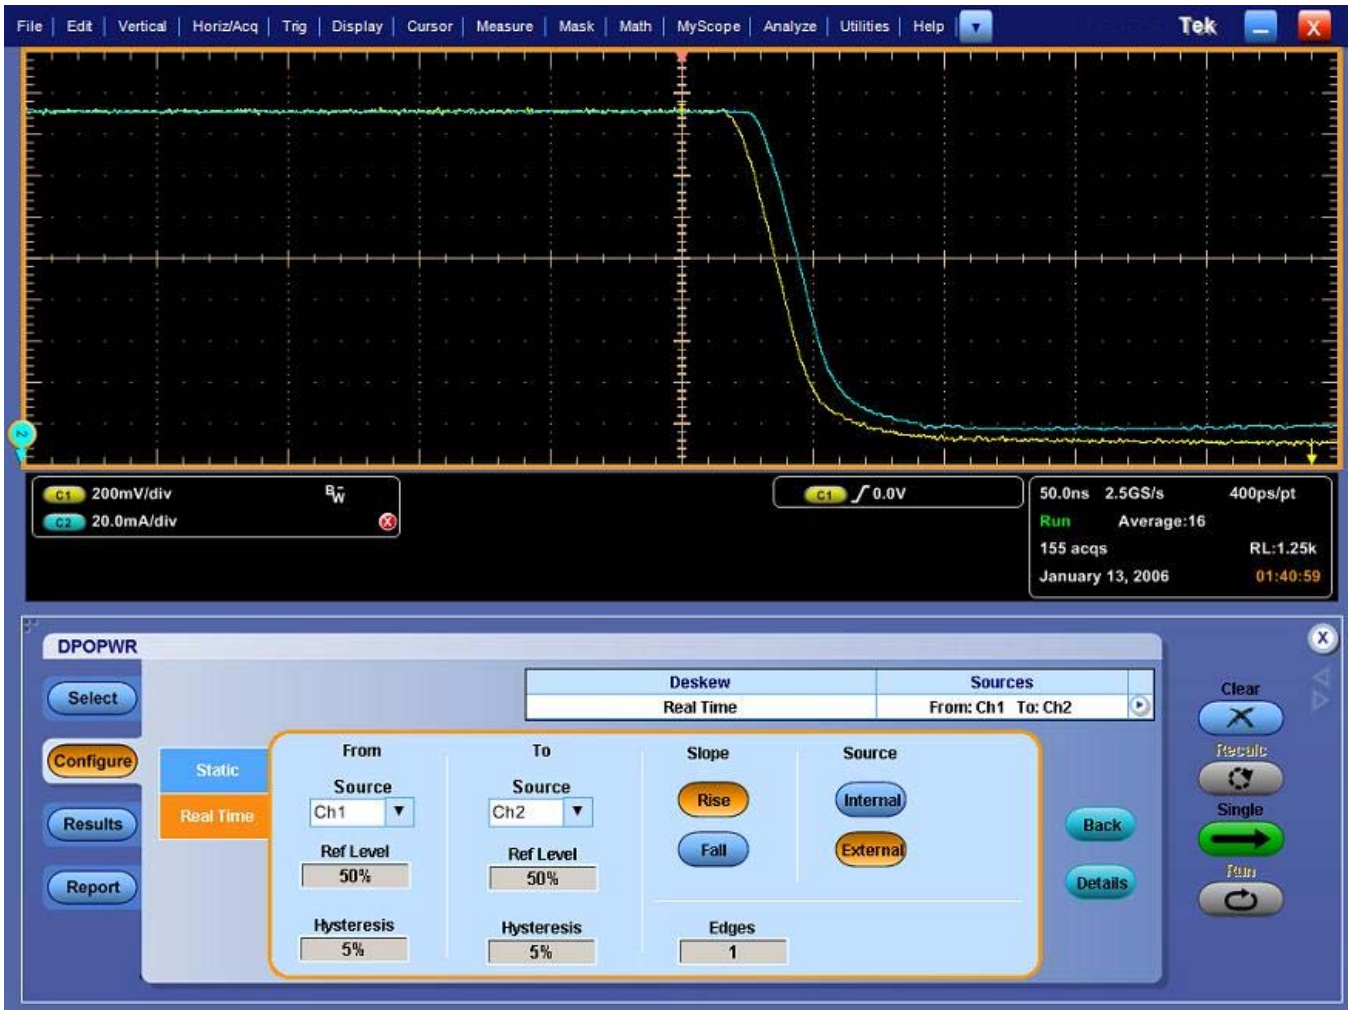 File | Edit | Vertical | Horiz/Acq | Trig | Display | Cursor | Measure | Mask | Math | MyScope | Analyze | Utilities | Help | Tek X
2
C1 200mV/div BW
C2 20.0mA/div
C1 0.0V
50.0ns 2.5GS/s 400ps/pt
Run Average:16
155 acqs RL:1.25k
January 13, 2006 01:40:59
DPOPWR X
Deskew Sources
Real Time From: Ch1 To: Ch2
Select
Configure
Results
Report
Static
Real Time
From
Source
Ch1
Ref Level
50%
Hysteresis
5%
To
Source
Ch2
Ref Level
50%
Hysteresis
5%
Slope
Rise
Fall
Source
Internal
External
Edges
1
Back
Details
Clear
Recalc
Single
Run